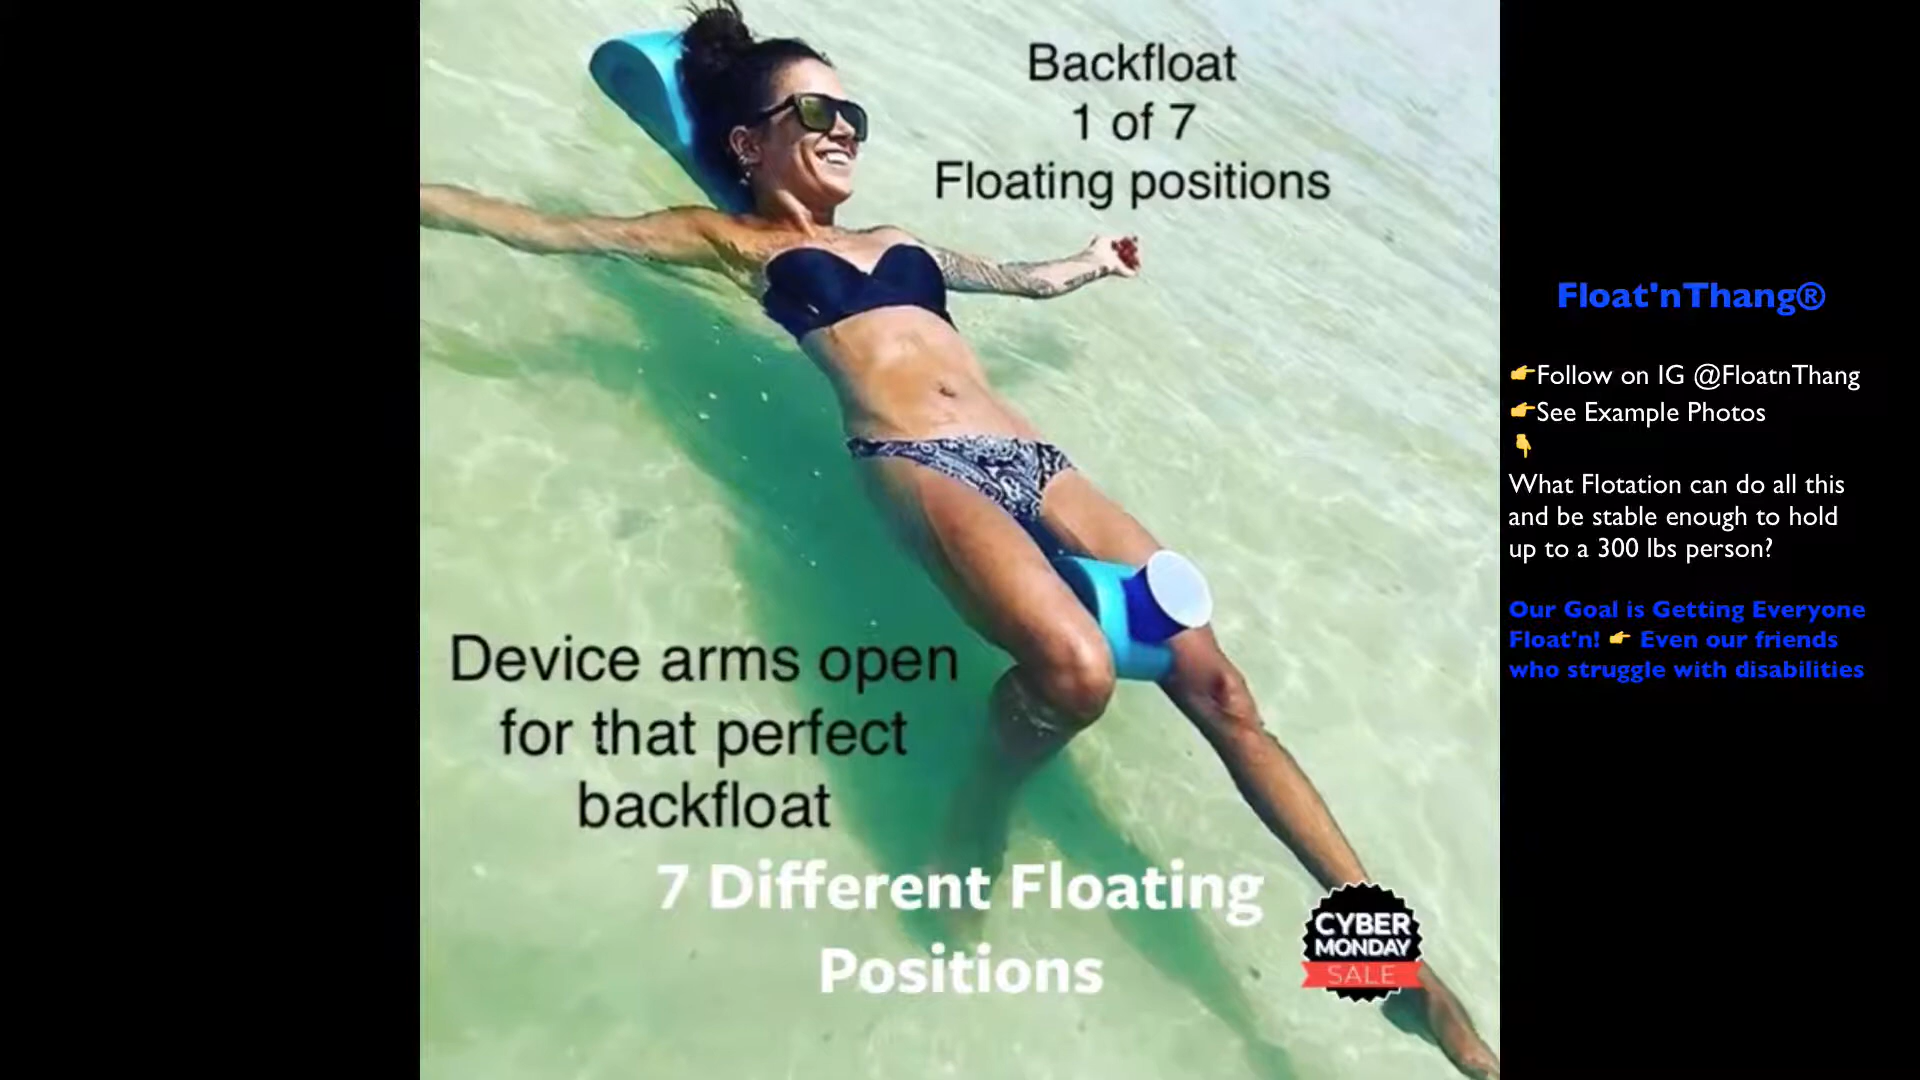 Backfloat
1 of 7
Floating positions
Device arms open
for that perfect
backfloat
7 Different Floating
Positions
CYBER
MONDAY
SALE
Float'nThang®
👉Follow on IG @FloatnThang
👉See Example Photos
👇
What Flotation can do all this
and be stable enough to hold
up to a 300 lbs person?
Our Goal is Getting Everyone
Float'n! 👉 Even our friends
who struggle with disabilities